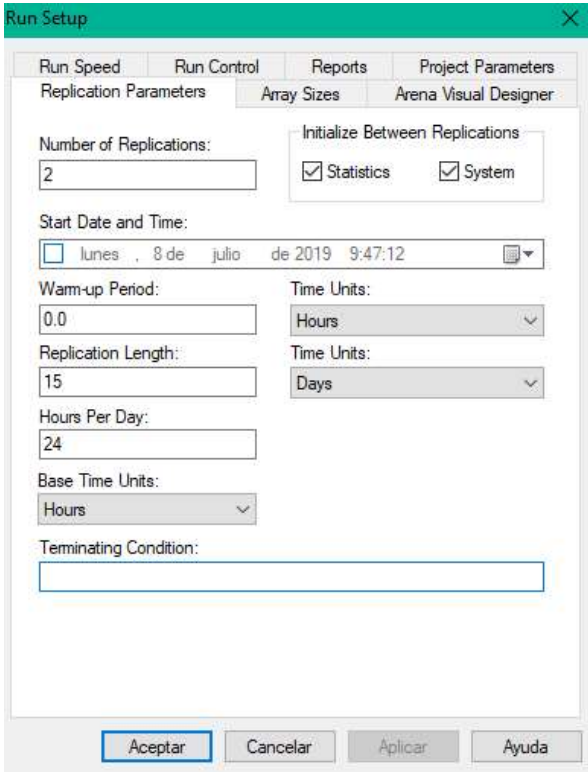 Run Setup
Run Speed Run Control Reports Project Parameters
Replication Parameters Array Sizes Arena Visual Designer
Number of Replications:
2
Initialize Between Replications
Statistics System
Start Date and Time:
lunes , 8 de julio de 2019 9:47:12
Warm-up Period: Time Units:
0.0 Hours
Replication Length: Time Units:
15 Days
Hours Per Day:
24
Base Time Units:
Hours
Terminating Condition:
Aceptar Cancelar Aplicar Ayuda